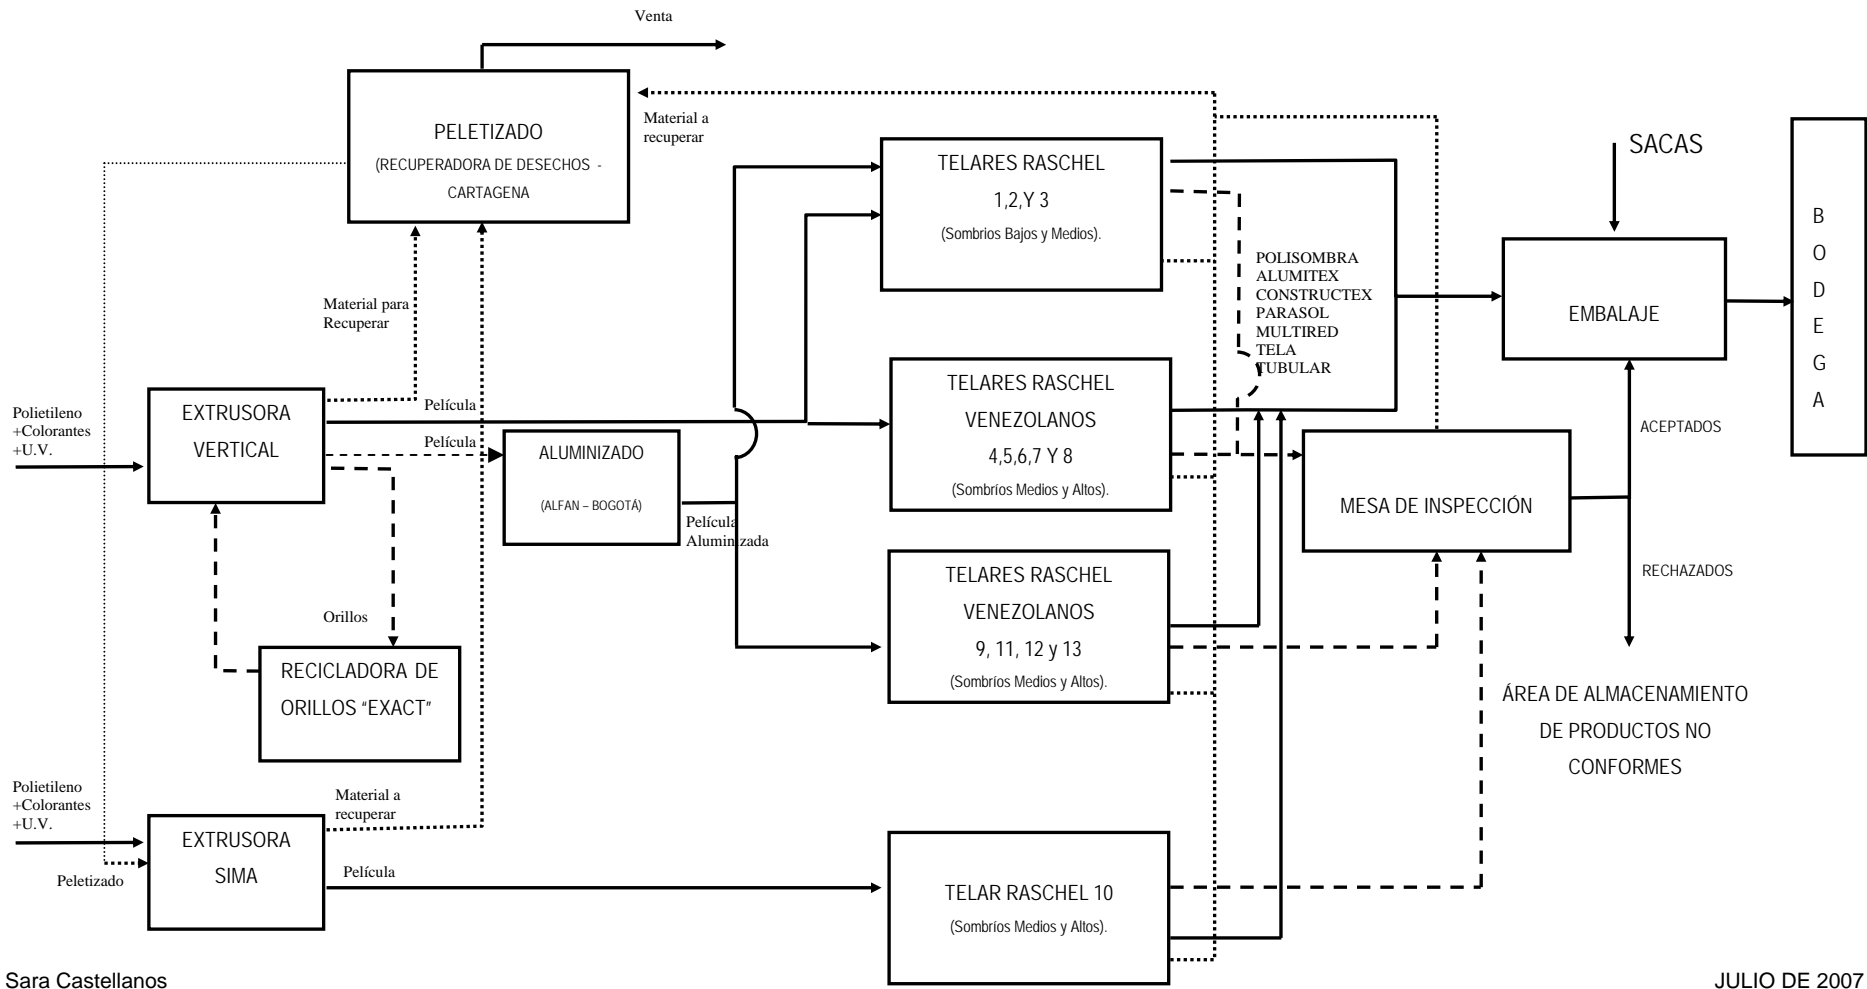 Venta
PELETIZADO
(RECUPERADORA DE DESECHOS -
CARTAGENA
Material a
recuperar
TELARES RASCHEL
1,2,Y 3
(Sombrios Bajos y Medios).
SACAS
B
O
D
E
G
A
POLISOMBRA
ALUMITEX
CONSTRUCTEX
PARASOL
MULTIRED
TELA
TUBULAR
EMBALAJE
Material para
Recuperar
Polietileno
+Colorantes
+U.V.
EXTRUSORA
VERTICAL
Película
Película
ALUMINIZADO
(ALFAN – BOGOTÁ)
Película
Aluminizada
TELARES RASCHEL
VENEZOLANOS
4,5,6,7 Y 8
(Sombríos Medios y Altos).
ACEPTADOS
MESA DE INSPECCIÓN
RECHAZADOS
TELARES RASCHEL
VENEZOLANOS
9, 11, 12 y 13
(Sombríos Medios y Altos).
Orillos
RECICLADORA DE
ORILLOS “EXACT”
ÁREA DE ALMACENAMIENTO
DE PRODUCTOS NO
CONFORMES
Polietileno
+Colorantes
+U.V.
Material a
recuperar
EXTRUSORA
SIMA
Peletizado
Película
TELAR RASCHEL 10
(Sombríos Medios y Altos).
Sara Castellanos
JULIO DE 2007